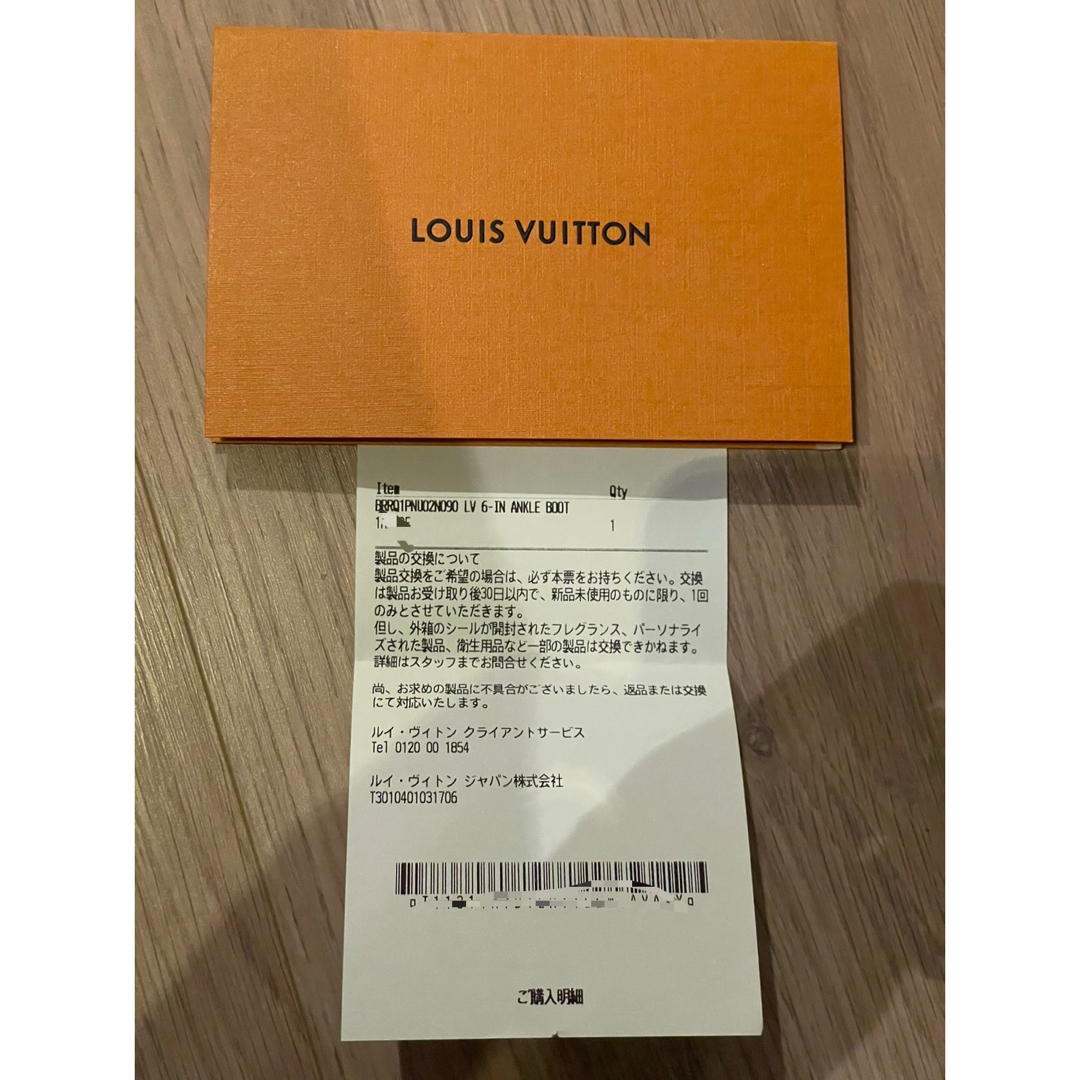 LOUIS VUITTON
Item Qty
BRRQ1PNU02N090 LV 6-IN ANKLE BOOT
1
製品の交換について
製品交換をご希望の場合は、必ず本票をお持ちください。交換
は製品お受け取り後30日以内で、新品未使用のものに限り、1回
のみとさせていただきます。
但し、外箱のシールが開封されたフレグランス、パーソナライ
ズされた製品、衛生用品など一部の製品は交換できかねます。
詳細はスタッフまでお問合せください。
尚、お求めの製品に不具合がございましたら、返品または交換
にて対応いたします。
ルイ・ヴィトン クライアントサービス
Tel 0120 00 1854
ルイ・ヴィトン ジャパン株式会社
T3010401031706
ご購入明細